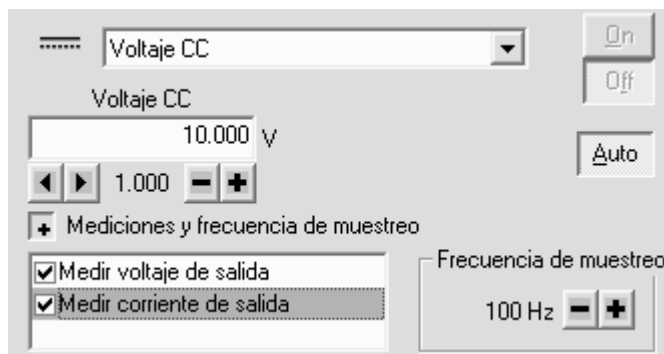 Voltaje CC
On
Off
Voltaje CC
10.000 V
Auto
1.000
Mediciones y frecuencia de muestreo
Medir voltaje de salida
Medir corriente de salida
Frecuencia de muestreo
100 Hz